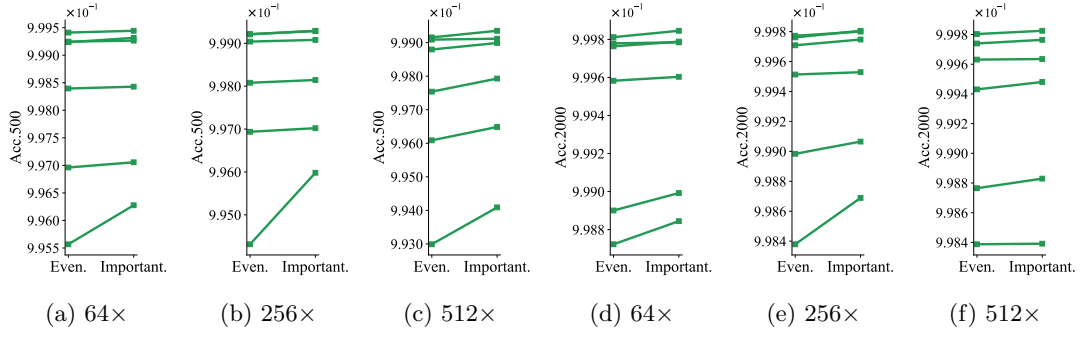 ×10⁻¹
9.995
9.990
9.985
9.980
9.975
9.970
9.965
9.960
9.955
Acc.500
Even. Important.
(a) 64×
×10⁻¹
9.990
9.980
9.970
9.960
9.950
Acc.500
Even. Important.
(b) 256×
×10⁻¹
9.990
9.980
9.970
9.960
9.950
9.940
9.930
Acc.500
Even. Important.
(c) 512×
×10⁻¹
9.998
9.996
9.994
9.992
9.990
9.988
Acc.2000
Even. Important.
(d) 64×
×10⁻¹
9.998
9.996
9.994
9.992
9.990
9.988
9.986
9.984
Acc.2000
Even. Important.
(e) 256×
×10⁻¹
9.998
9.996
9.994
9.992
9.990
9.988
9.986
9.984
Acc.2000
Even. Important.
(f) 512×